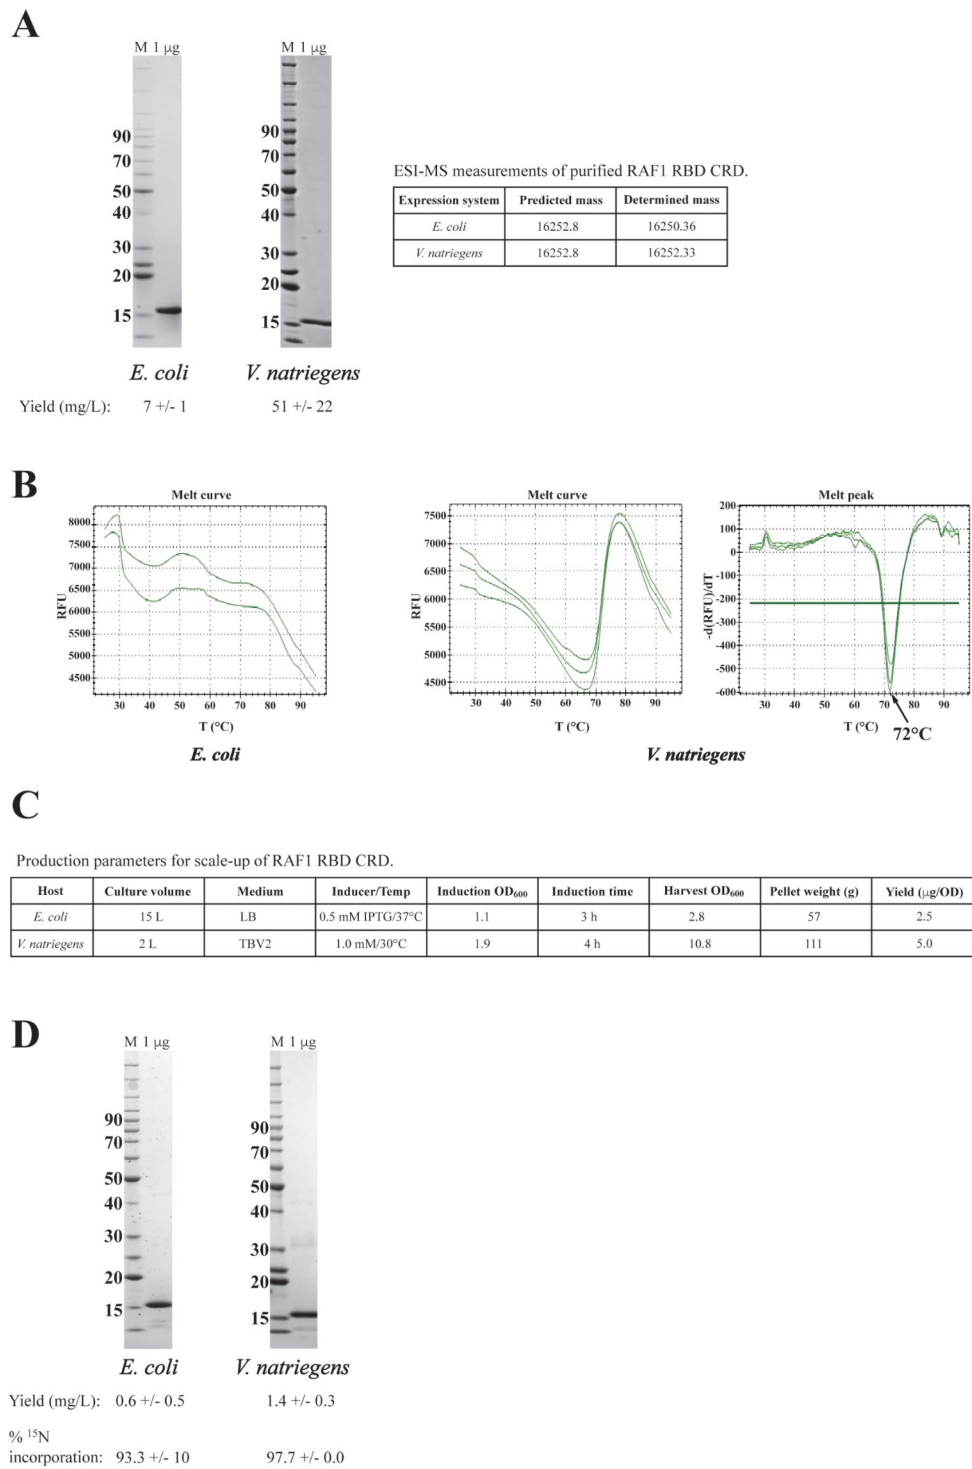 A
M 1 µg
90
70
50
40
30
20
15
E. coli
M 1 µg
90
70
50
40
30
20
15
V. natriegens
Yield (mg/L): 7 +/- 1 51 +/- 22
ESI-MS measurements of purified RAF1 RBD CRD.
Expression system Predicted mass Determined mass
E. coli 16252.8 16250.36
V. natriegens 16252.8 16252.33
B
Melt curve
RFU
8000
7500
7000
6500
6000
5000
4500
30 40 50 60 70 80 90
T (°C)
E. coli
Melt curve
RFU
7500
7000
6500
6000
5500
5000
4500
30 40 50 60 70 80 90
T (°C)
Melt peak
-d(RFU)/dT
200
100
0
-100
-200
-300
-400
-500
-600
30 40 50 60 70 80 90
T (°C)
72°C
V. natriegens
C
Production parameters for scale-up of RAF1 RBD CRD.
Host Culture volume Medium Inducer/Temp Induction OD600 Induction time Harvest OD600 Pellet weight (g) Yield (µg/OD)
E. coli 15 L LB 0.5 mM IPTG/37°C 1.1 3 h 2.8 57 2.5
V. natriegens 2 L TBV2 1.0 mM/30°C 1.9 4 h 10.8 111 5.0
D
M 1 µg
90
70
50
40
30
20
15
E. coli
M 1 µg
90
70
50
40
30
20
15
V. natriegens
Yield (mg/L): 0.6 +/- 0.5 1.4 +/- 0.3
% 15N
incorporation: 93.3 +/- 10 97.7 +/- 0.0